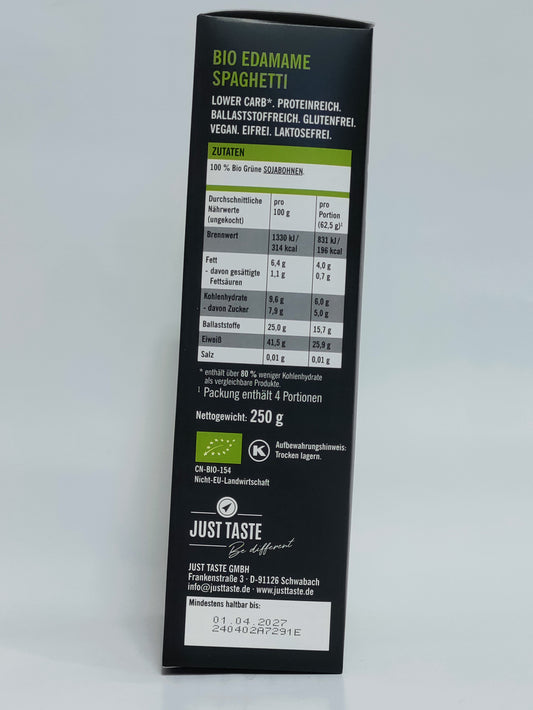 BIO EDAMAME
SPAGHETTI
LOWER CARB*. PROTEINREICH.
BALLASTSTOFFREICH. GLUTENFREI.
VEGAN. EIFREI. LAKTOSEFREI.
ZUTATEN
100 % Bio Grüne SOJABOHNEN.
Durchschnittliche Nährwerte (ungekocht) pro 100 g pro Portion (62,5 g)¹
Brennwert 1330 kJ / 314 kcal 831 kJ / 196 kcal
Fett 6,4 g 4,0 g
- davon gesättigte Fettsäuren 1,1 g 0,7 g
Kohlenhydrate 9,6 g 6,0 g
- davon Zucker 7,9 g 5,0 g
Ballaststoffe 25,0 g 15,7 g
Eiweiß 41,5 g 25,9 g
Salz 0,01 g 0,01 g
* enthält über 80 % weniger Kohlenhydrate
als vergleichbare Produkte.
¹ Packung enthält 4 Portionen
Nettogewicht: 250 g
K
Aufbewahrungshinweis:
Trocken lagern.
CN-BIO-154
Nicht-EU-Landwirtschaft
JUST TASTE
Be different
JUST TASTE GMBH
Frankenstraße 3 · D-91126 Schwabach
info@justtaste.de · www.justtaste.de
Mindestens haltbar bis:
01.04.2027
240402A7291E